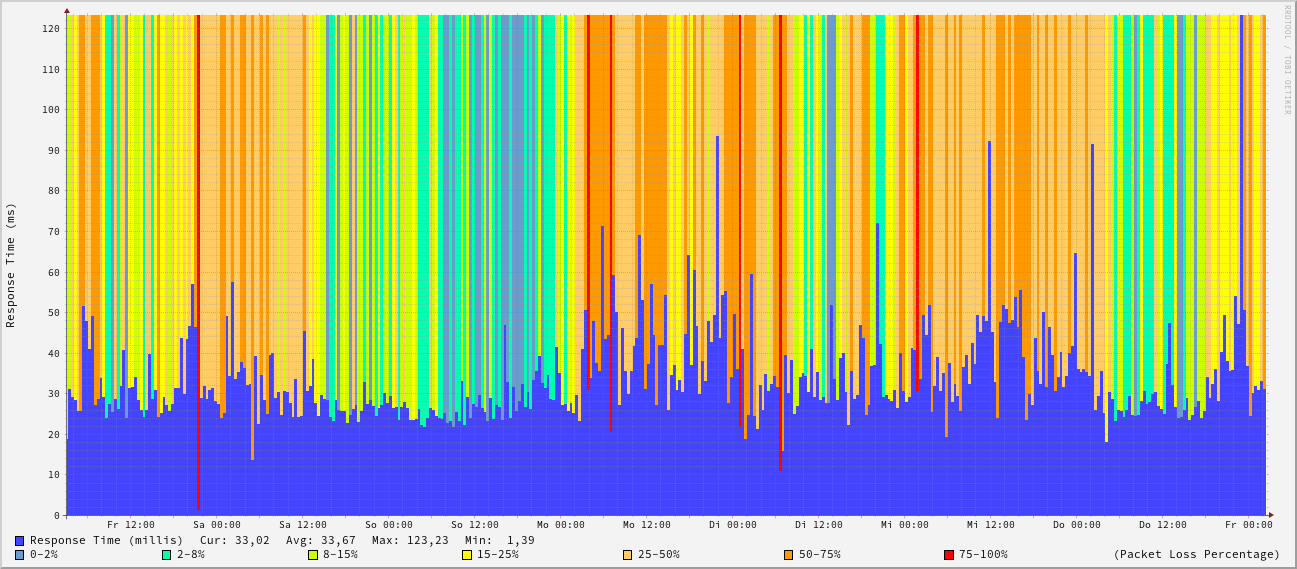 RRDTOOL / TOBI OETIKER
Response Time (ms)
120
110
100
90
80
70
60
50
40
30
20
10
0
Fr 12:00 Sa 00:00 Sa 12:00 So 00:00 So 12:00 Mo 00:00 Mo 12:00 Di 00:00 Di 12:00 Mi 00:00 Mi 12:00 Do 00:00 Do 12:00 Fr 00:00
Response Time (millis) Cur: 33,02 Avg: 33,67 Max: 123,23 Min: 1,39
0-2% 2-8% 8-15% 15-25% 25-50% 50-75% 75-100% (Packet Loss Percentage)